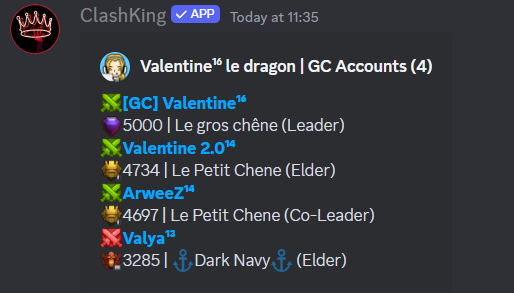 ClashKing ✓ APP Today at 11:35
Valentine¹⁶ le dragon | GC Accounts (4)
[GC] Valentine¹⁶
5000 | Le gros chêne (Leader)
Valentine 2.0¹⁴
4734 | Le Petit Chene (Elder)
ArweeZ¹⁴
4697 | Le Petit Chene (Co-Leader)
Valya¹³
3285 | ⚓Dark Navy⚓ (Elder)